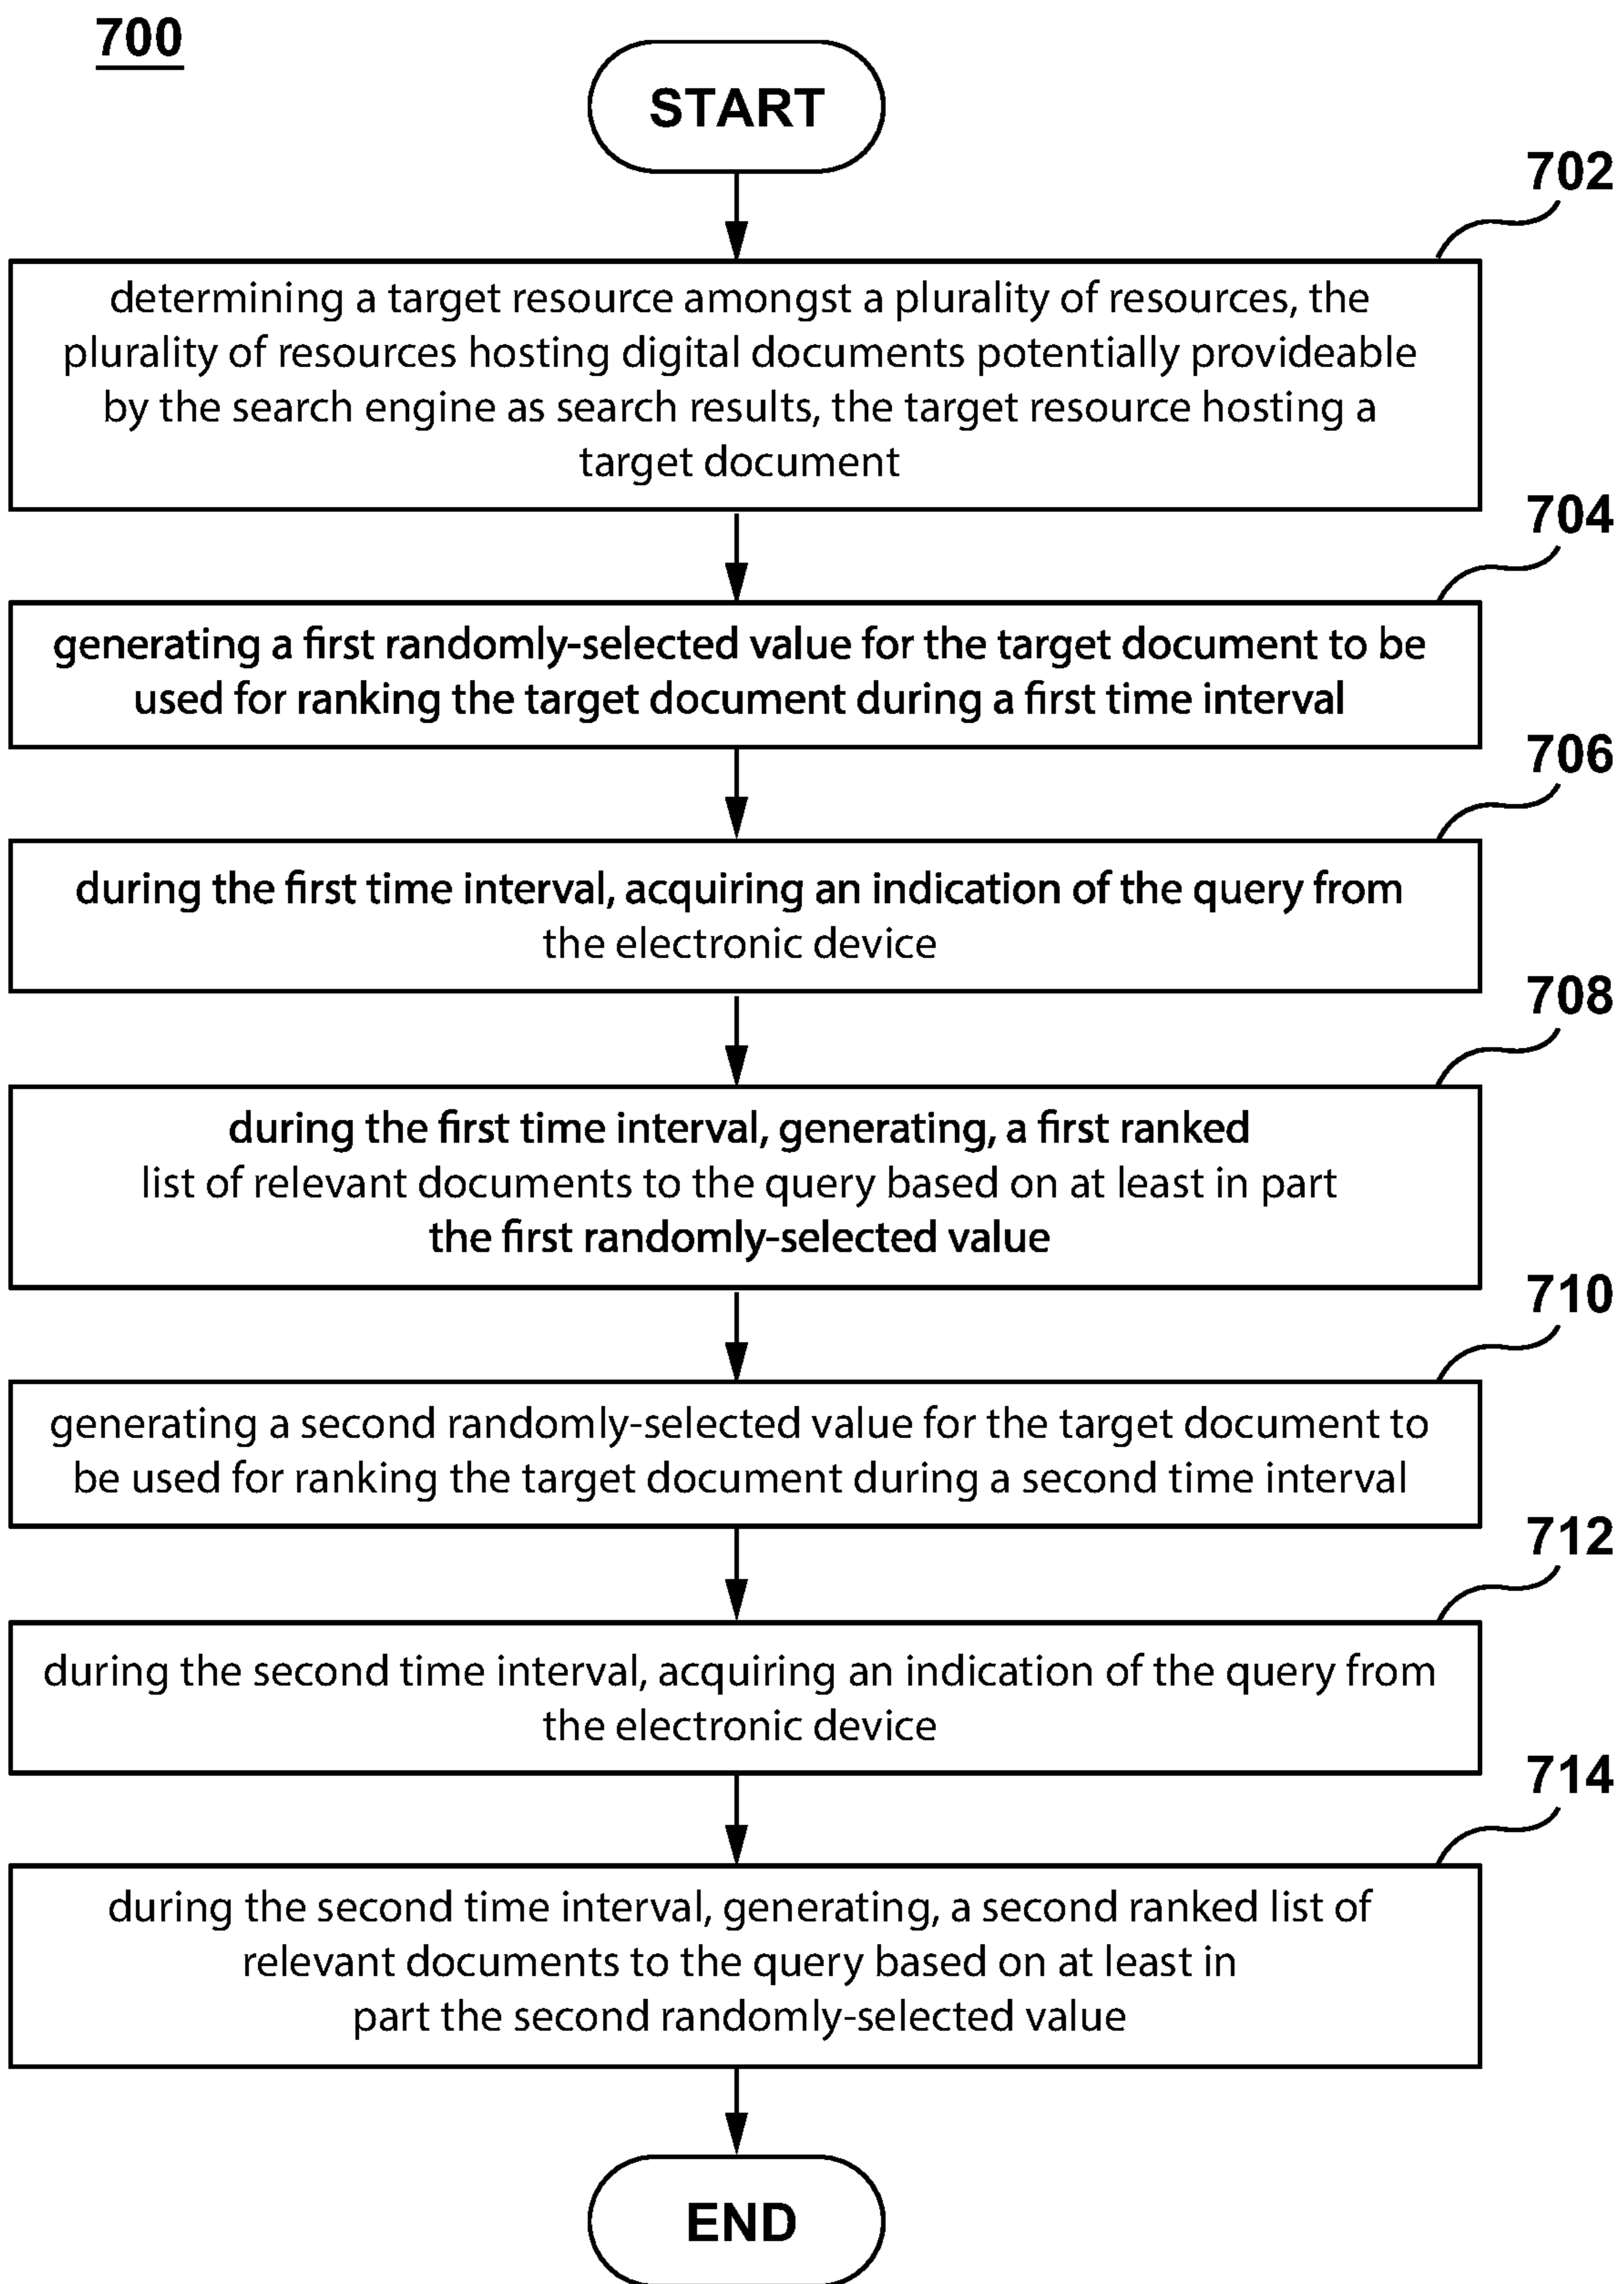 700
START
702
determining a target resource amongst a plurality of resources, the
plurality of resources hosting digital documents potentially provideable
by the search engine as search results, the target resource hosting a
target document
704
generating a first randomly-selected value for the target document to be
used for ranking the target document during a first time interval
706
during the first time interval, acquiring an indication of the query from
the electronic device
708
during the first time interval, generating, a first ranked
list of relevant documents to the query based on at least in part
the first randomly-selected value
710
generating a second randomly-selected value for the target document to
be used for ranking the target document during a second time interval
712
during the second time interval, acquiring an indication of the query from
the electronic device
714
during the second time interval, generating, a second ranked list of
relevant documents to the query based on at least in
part the second randomly-selected value
END